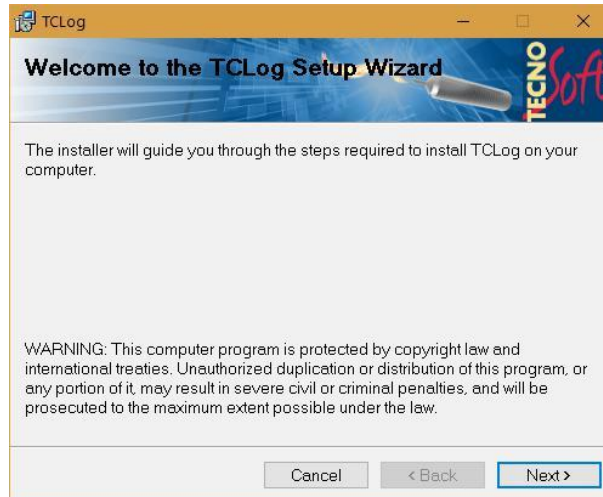 TCLog
Welcome to the TCLog Setup Wizard
TECNO
Soft
The installer will guide you through the steps required to install TCLog on your
computer.
WARNING: This computer program is protected by copyright law and
international treaties. Unauthorized duplication or distribution of this program, or
any portion of it, may result in severe civil or criminal penalties, and will be
prosecuted to the maximum extent possible under the law.
Cancel
< Back
Next >